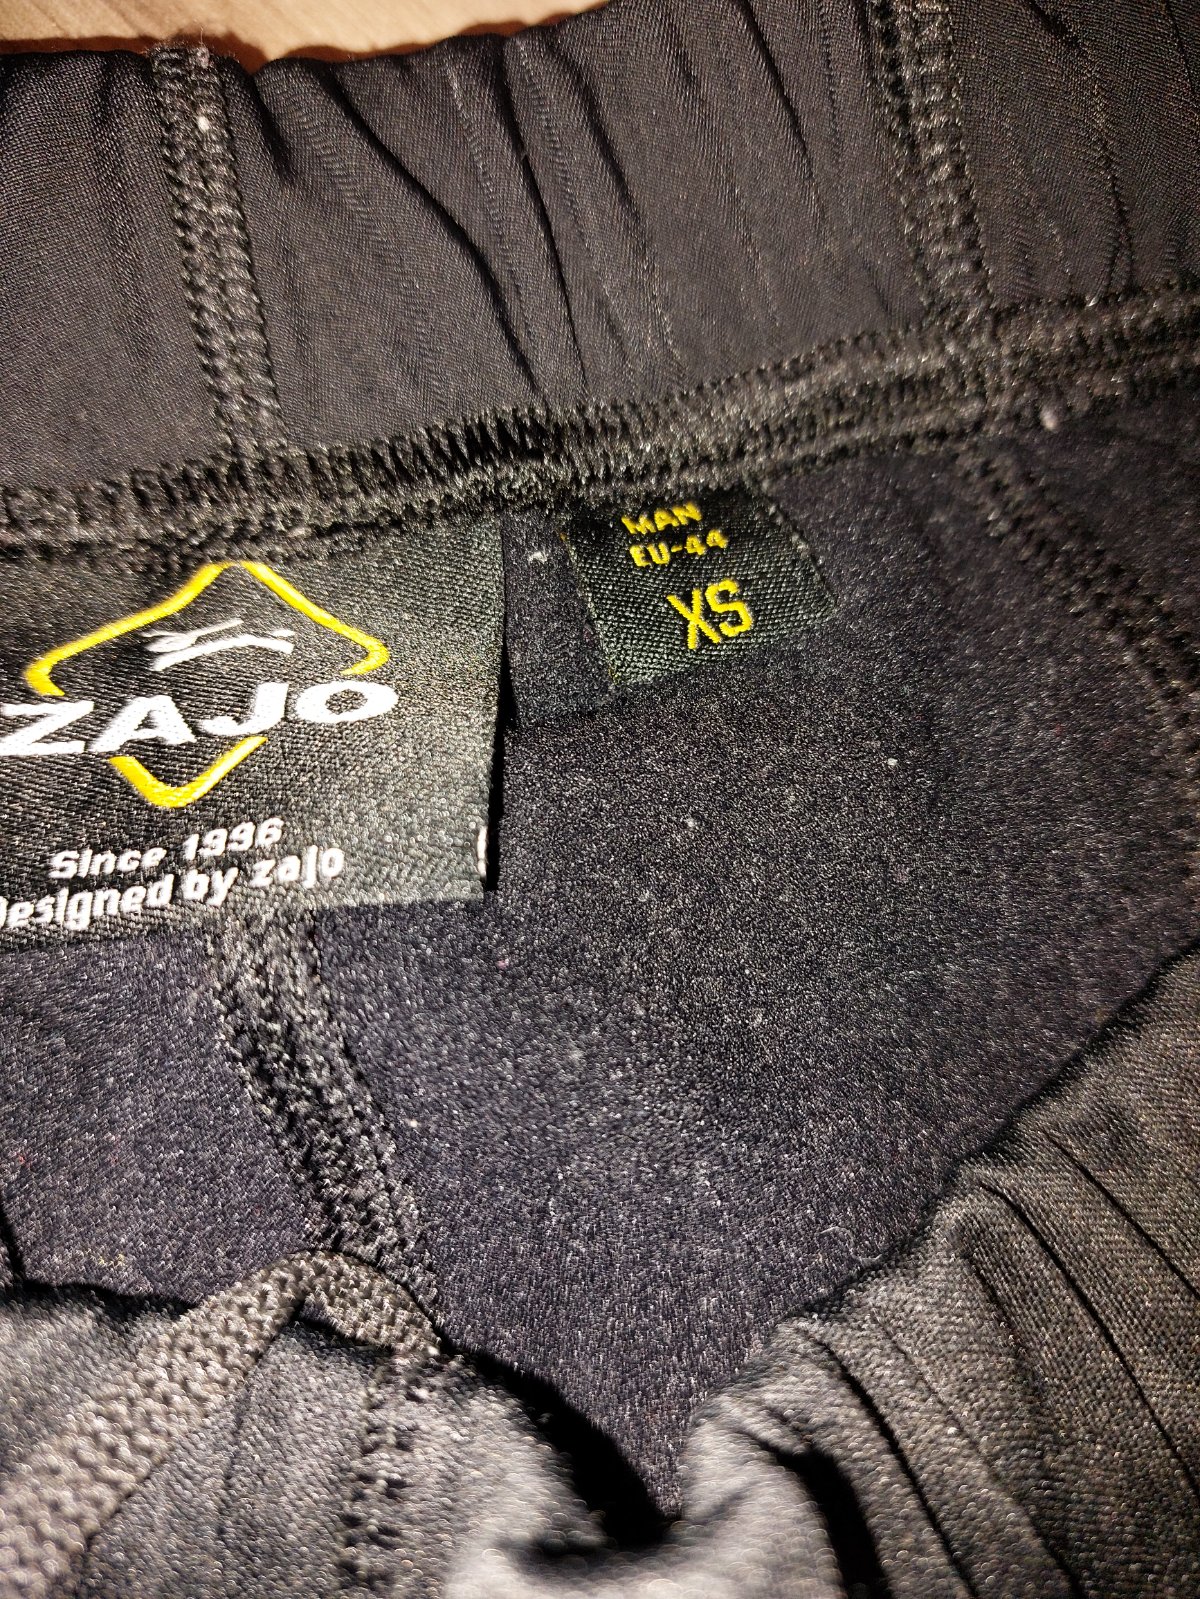 MAN
EU-44
XS
ZAJO
Since 1996
Designed by zajo